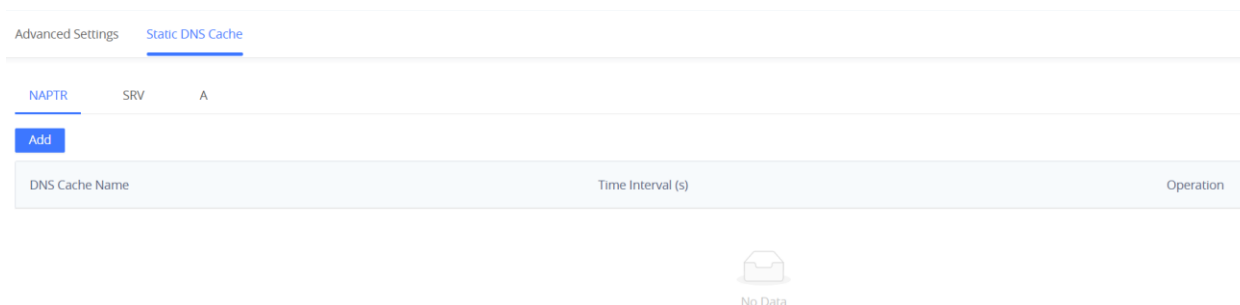 Advanced Settings Static DNS Cache
NAPTR SRV A
Add
DNS Cache Name Time Interval (s) Operation
No Data